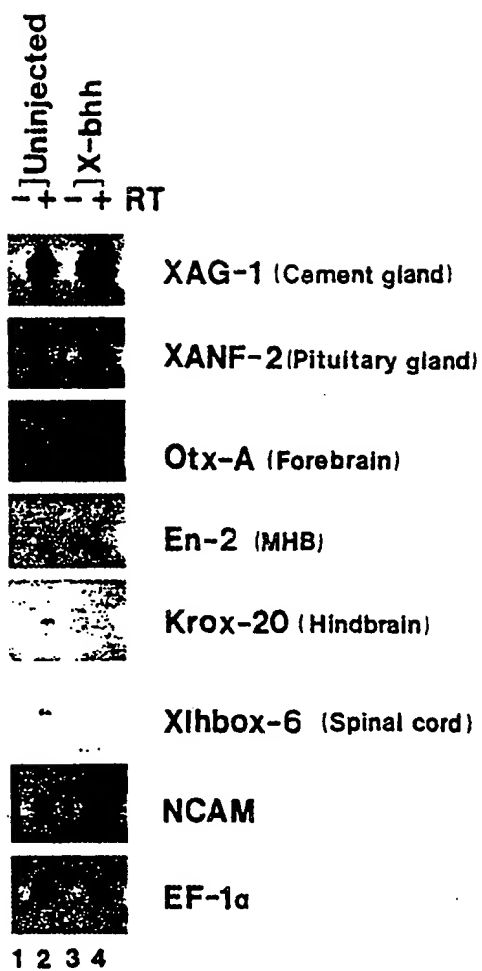 Uninjected
X-bhh
- + - + RT
XAG-1 (Cement gland)
XANF-2 (Pituitary gland)
Otx-A (Forebrain)
En-2 (MHB)
Krox-20 (Hindbrain)
Xlhbox-6 (Spinal cord)
NCAM
EF-1α
1 2 3 4